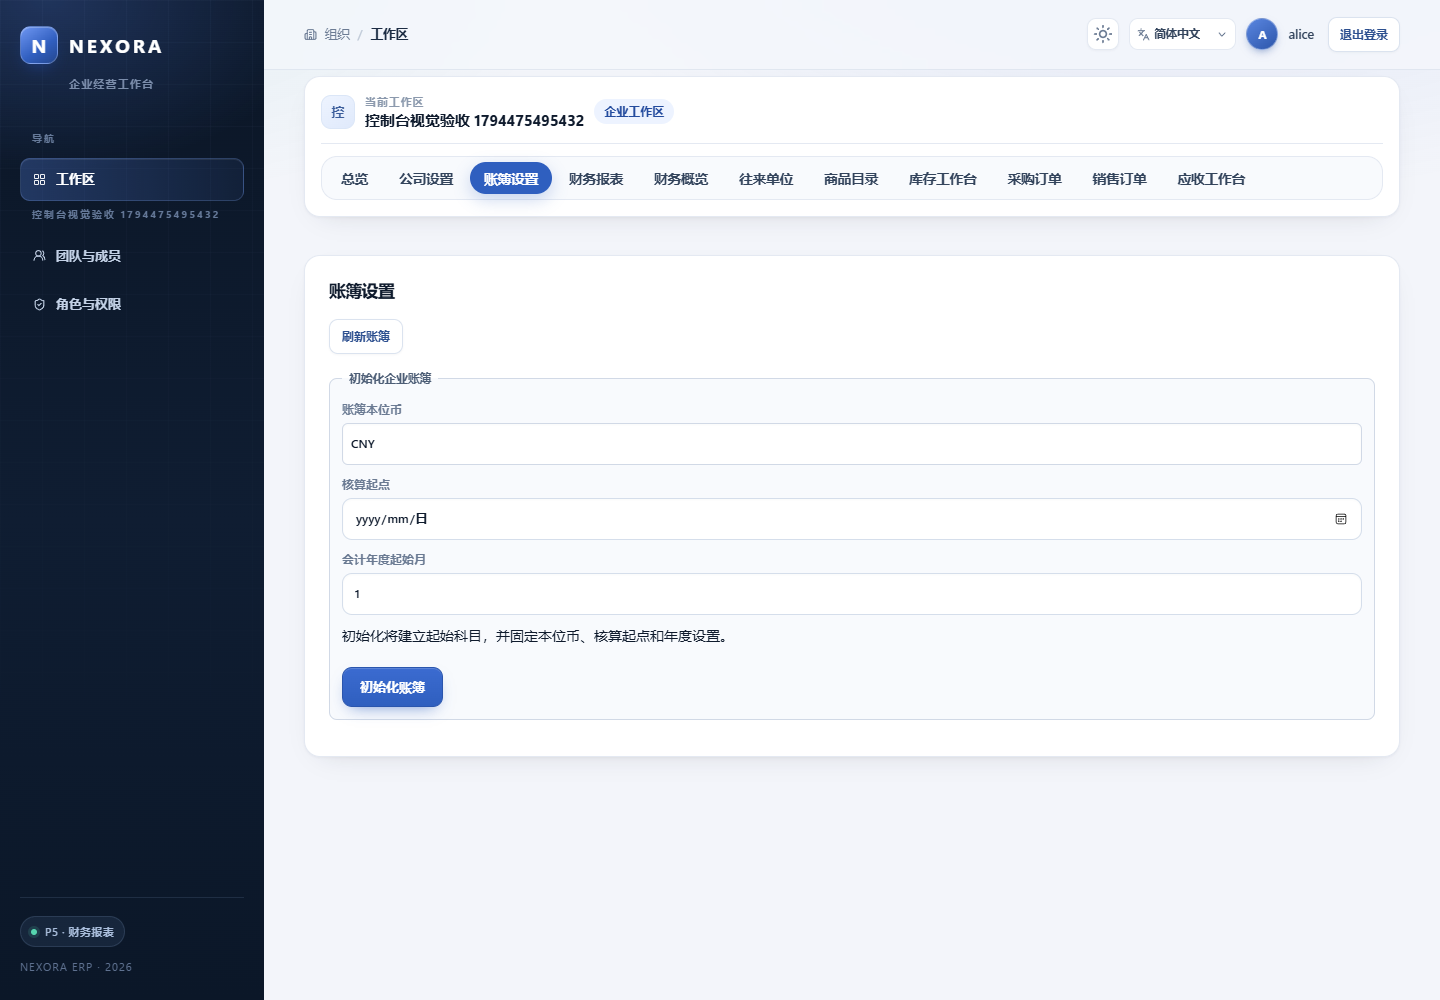 N NEXORA
企业经营工作台
导航
工作区
控制台视觉验收 1794475495432
团队与成员
角色与权限
P5 · 财务报表
NEXORA ERP · 2026
组织 / 工作区
简体中文
A alice
退出登录
控
当前工作区
控制台视觉验收 1794475495432
企业工作区
总览 公司设置 账簿设置 财务报表 财务概览 往来单位 商品目录 库存工作台 采购订单 销售订单 应收工作台
账簿设置
刷新账簿
初始化企业账簿
账簿本位币
CNY
核算起点
yyyy/mm/日
会计年度起始月
1
初始化将建立起始科目，并固定本位币、核算起点和年度设置。
初始化账簿